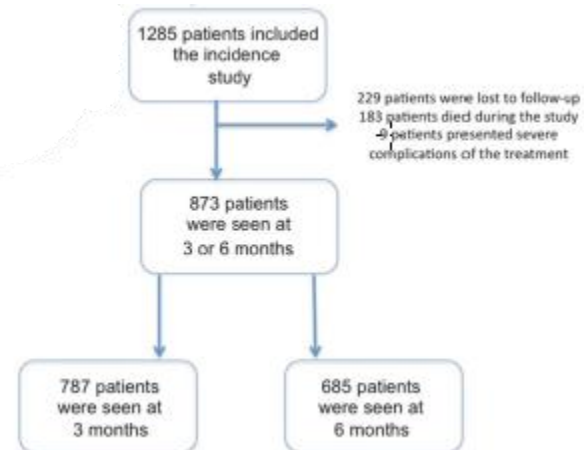 1285 patients included
the incidence
study
229 patients were lost to follow-up
183 patients died during the study
9 patients presented severe
complications of the treatment
873 patients
were seen at
3 or 6 months
787 patients
were seen at
3 months
685 patients
were seen at
6 months